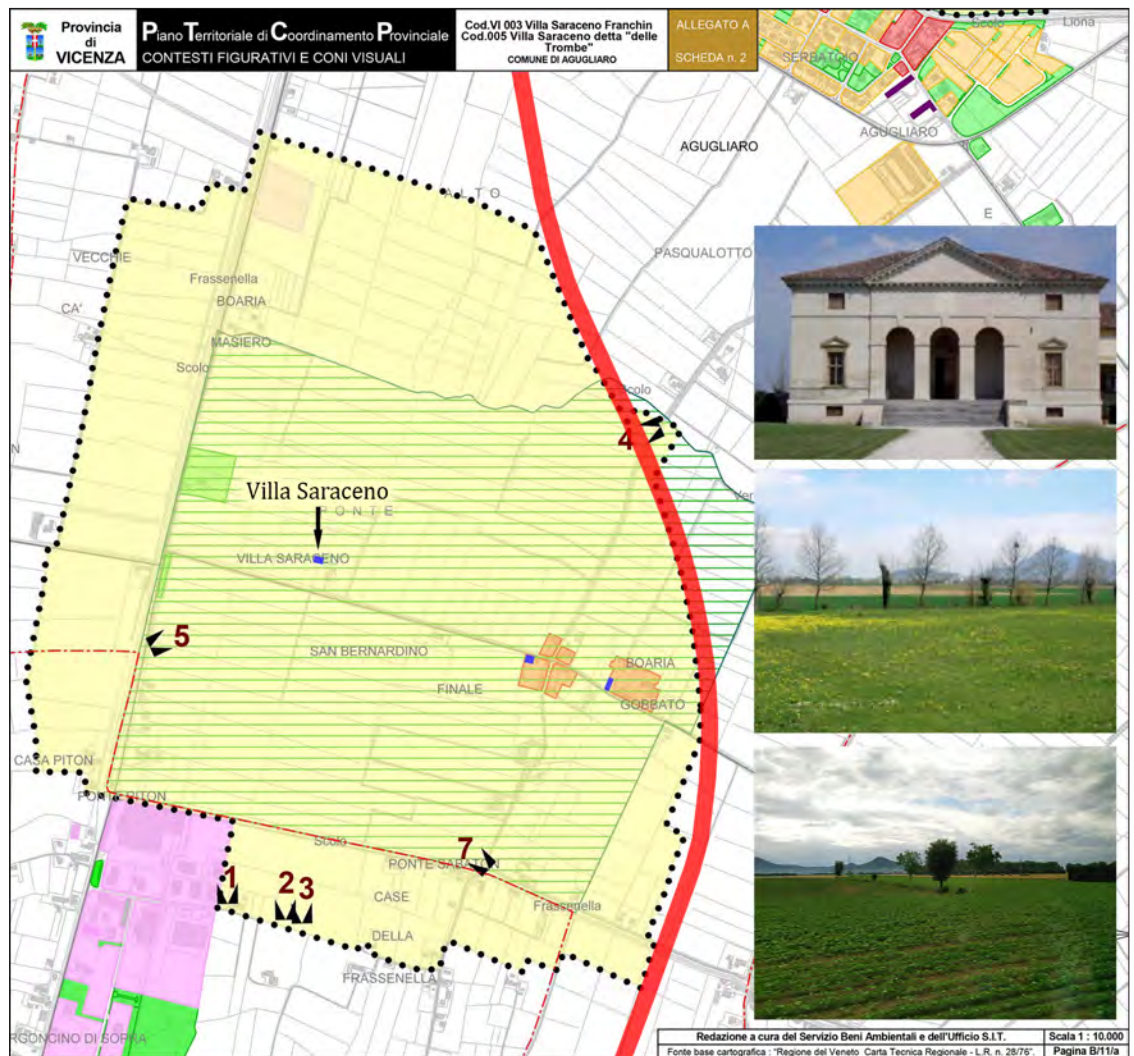 Provincia
di
VICENZA
Piano Territoriale di Coordinamento Provinciale
CONTESTI FIGURATIVI E CONI VISUALI
Cod.VI 003 Villa Saraceno Franchin
Cod.005 Villa Saraceno detta "delle
Trombe"
COMUNE DI AGUGLIARO
ALLEGATO A
SCHEDA n. 2
Scolo
Liona
SERBATOIO
AGUGLIARO
AGUGLIARO
ALTO
E
PASQUALOTTO
VECCHIE
Frassenella
BOARIA
CA'
MASIERO
Scolo
Scolo
4
N
Villa Saraceno
PONTE
Ver
VILLA SARACENO
5
SAN BERNARDINO
BOARIA
FINALE
GOBBATO
CASA PITON
PONTE PITON
Scolo
7
PONTE SABATON
1
2
3
CASE
Frassenella
DELLA
FRASSENELLA
RGONCINO DI SOPRA
Redazione a cura del Servizio Beni Ambientali e dell'Ufficio S.I.T.
Scala 1 : 10.000
Fonte base cartografica : "Regione del Veneto Carta Tecnica Regionale - L.R. n. 28/76".
Pagina B/11/a